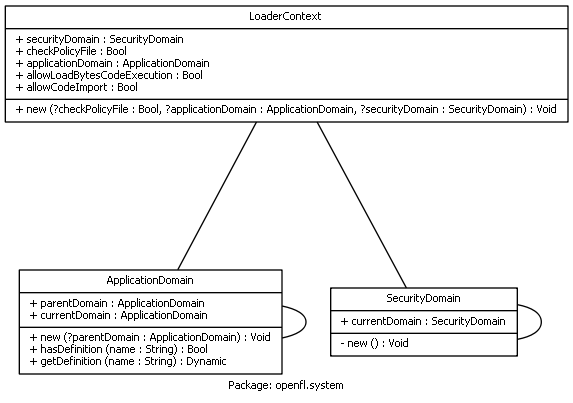 LoaderContext
+ securityDomain : SecurityDomain
+ checkPolicyFile : Bool
+ applicationDomain : ApplicationDomain
+ allowLoadBytesCodeExecution : Bool
+ allowCodeImport : Bool
+ new (?checkPolicyFile : Bool, ?applicationDomain : ApplicationDomain, ?securityDomain : SecurityDomain) : Void
ApplicationDomain
+ parentDomain : ApplicationDomain
+ currentDomain : ApplicationDomain
+ new (?parentDomain : ApplicationDomain) : Void
+ hasDefinition (name : String) : Bool
+ getDefinition (name : String) : Dynamic
SecurityDomain
+ currentDomain : SecurityDomain
- new () : Void
Package: openfl.system